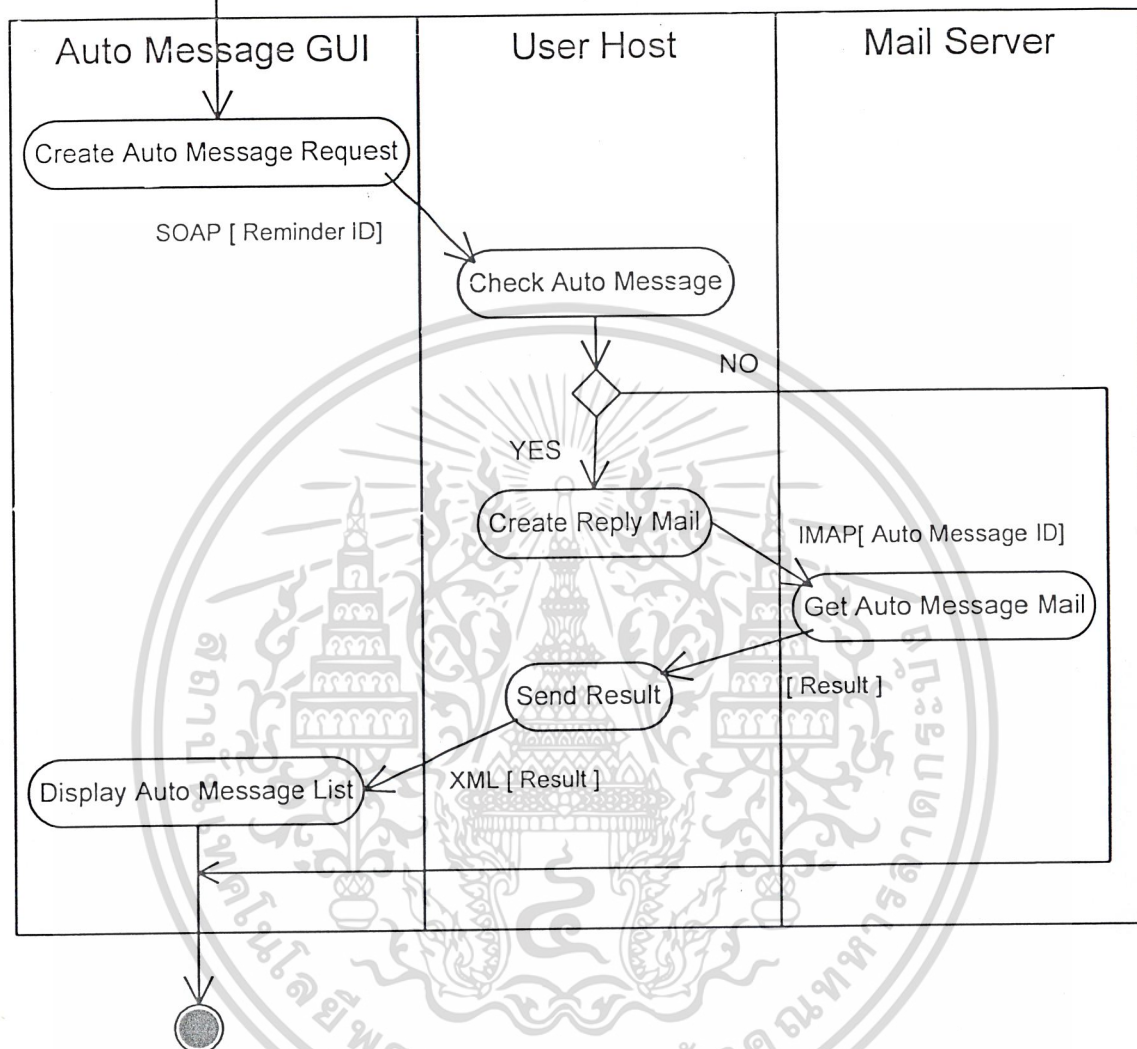 Auto Message GUI
User Host
Mail Server
Create Auto Message Request
SOAP [ Reminder ID]
Check Auto Message
NO
YES
Create Reply Mail
IMAP[ Auto Message ID]
Get Auto Message Mail
[ Result ]
Send Result
XML [ Result ]
Display Auto Message List